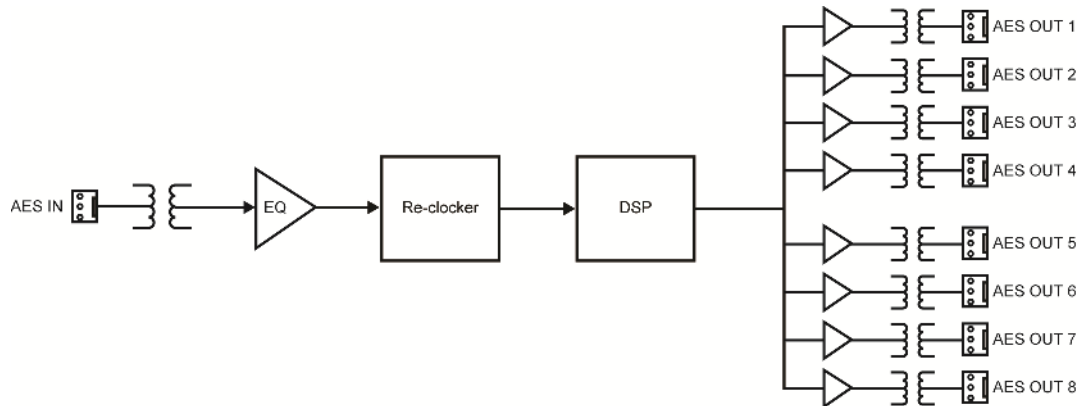 AES IN
EQ
Re-clocker
DSP
AES OUT 1
AES OUT 2
AES OUT 3
AES OUT 4
AES OUT 5
AES OUT 6
AES OUT 7
AES OUT 8